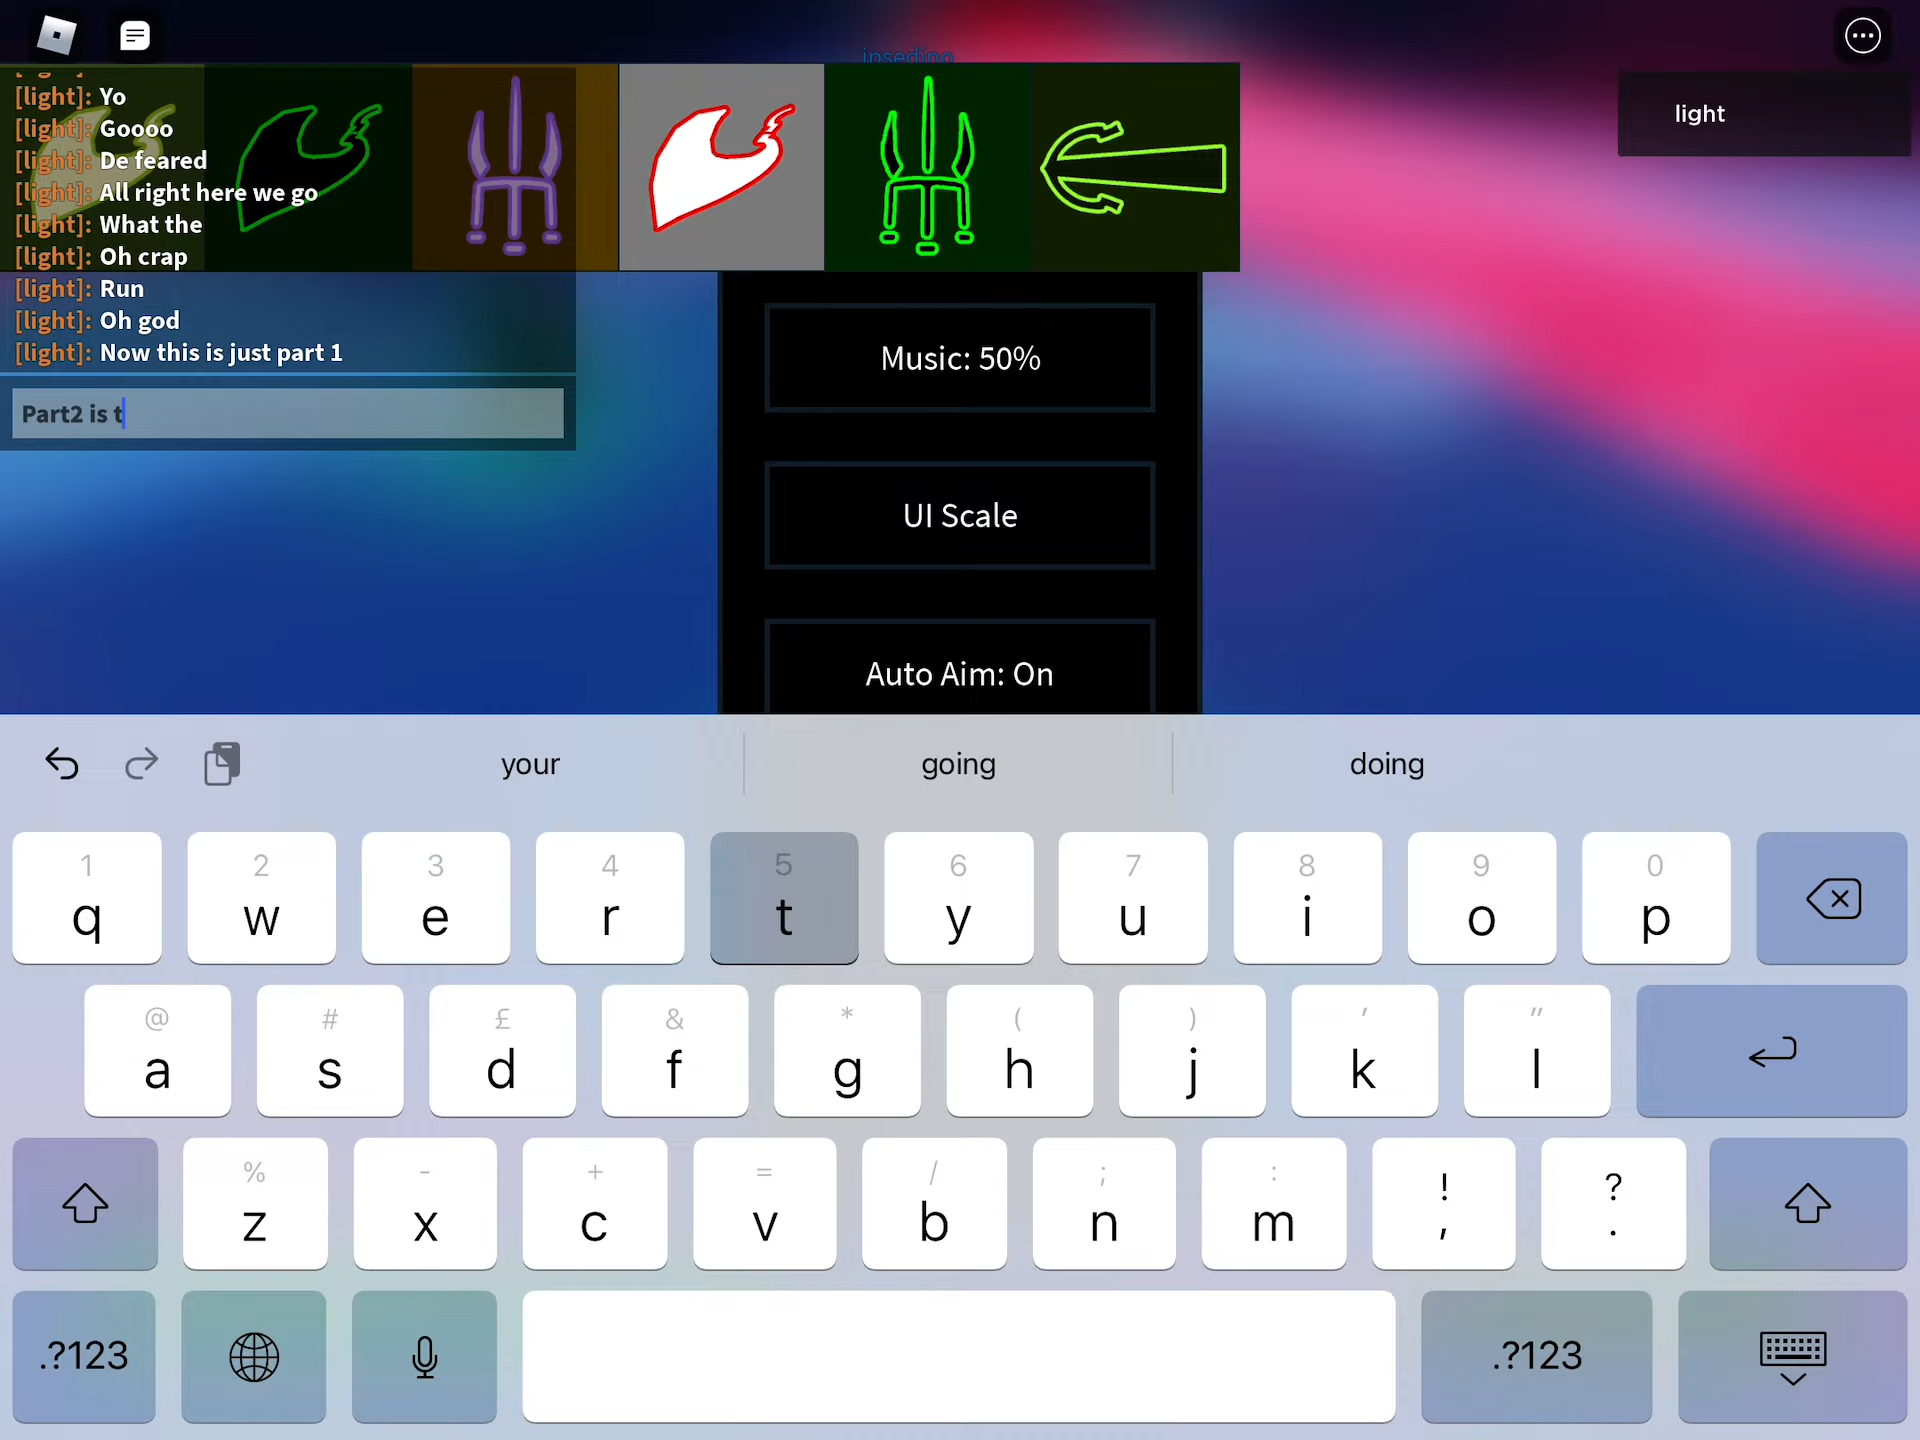 [light]: Yo
[light]: Goooo
[light]: De feared
[light]: All right here we go
[light]: What the
[light]: Oh crap
[light]: Run
[light]: Oh god
[light]: Now this is just part 1
Part2 is t
light
Music: 50%
UI Scale
Auto Aim: On
your going doing
1 2 3 4 5 6 7 8 9 0
q w e r t y u i o p
@ # £ & * ( ) ' "
a s d f g h j k l
% - + = / ; : ! ?
z x c v b n m , .
.?123 .?123